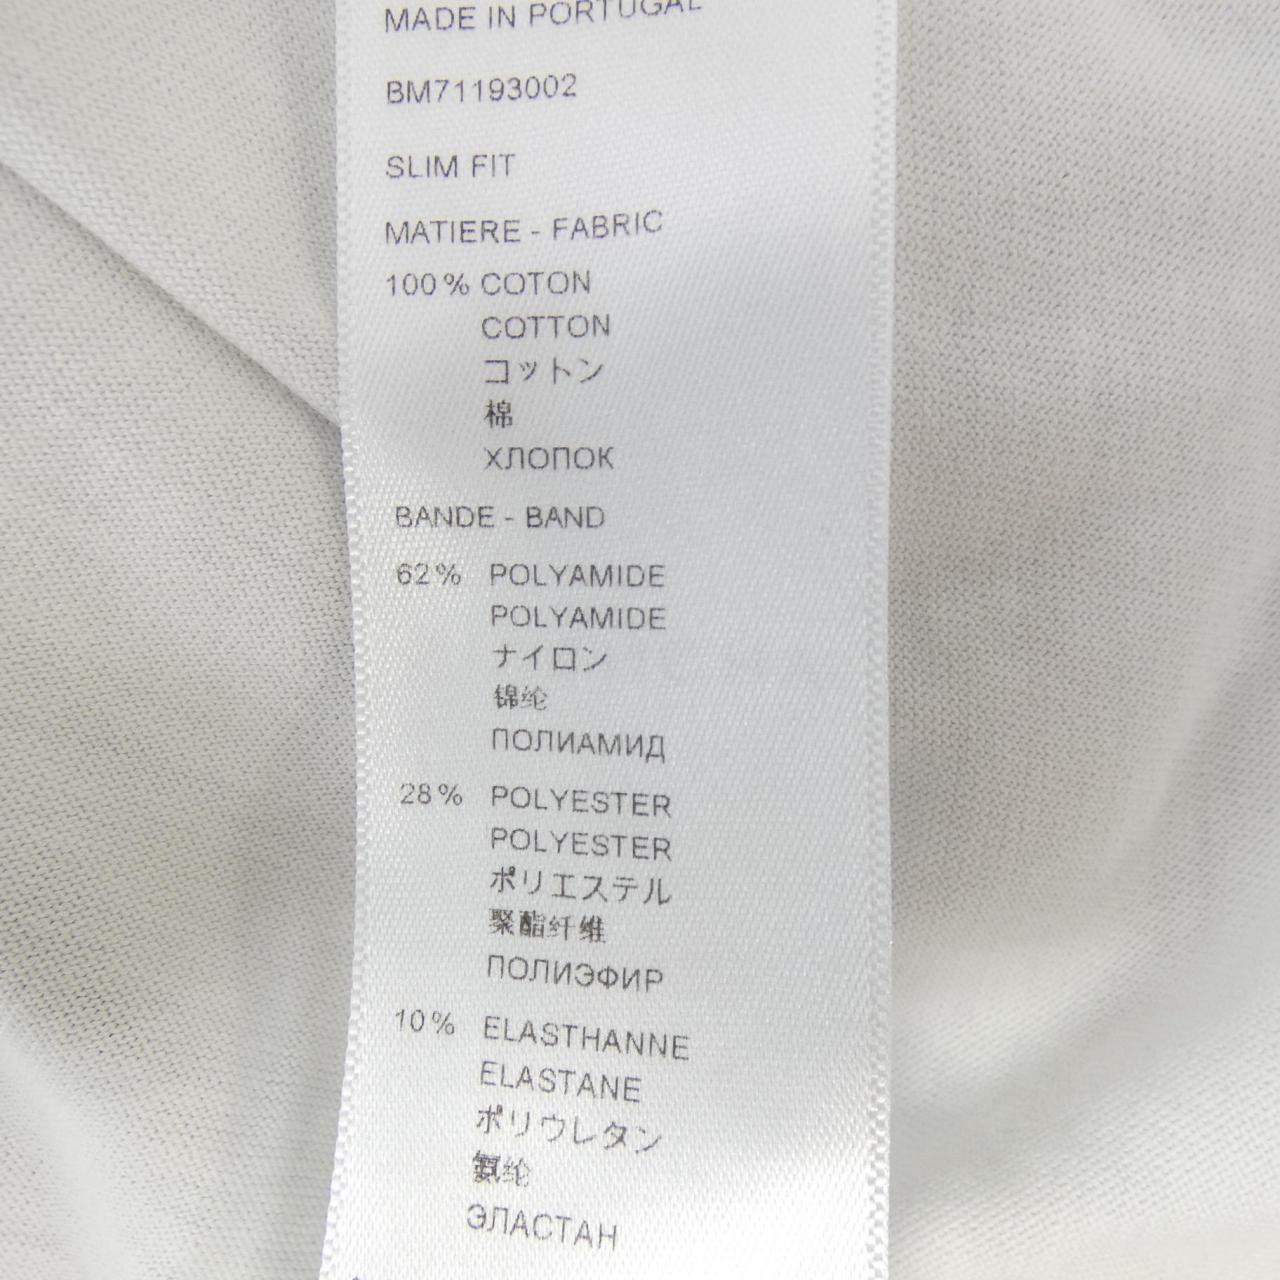 MADE IN PORTUGAL
BM71193002
SLIM FIT
MATIERE - FABRIC
100% COTON
COTTON
コットン
棉
ХЛОПОК
BANDE - BAND
62% POLYAMIDE
POLYAMIDE
ナイロン
锦纶
ПОЛИАМИД
28% POLYESTER
POLYESTER
ポリエステル
聚酯纤维
ПОЛИЭФИР
10% ELASTHANNE
ELASTANE
ポリウレタン
氨纶
ЭЛАСТАН